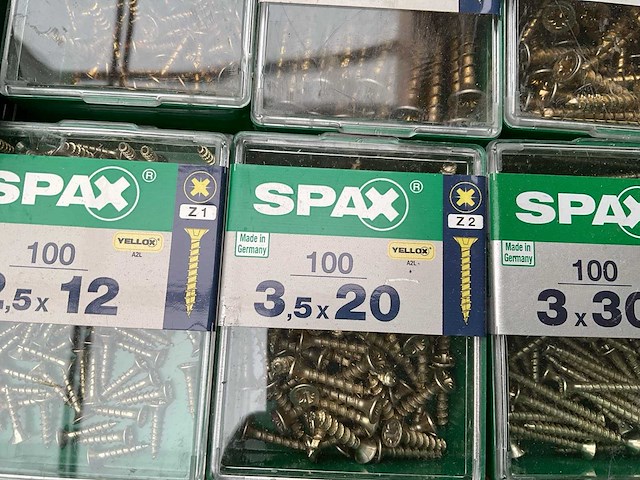 SPAX®
Z 1
100
YELLOX
A2L
,5 x 12
SPAX®
Z 2
Made in
Germany
100
YELLOX
A2L
3,5 x 20
SPAX
Made in
Germany
100
3 x 30